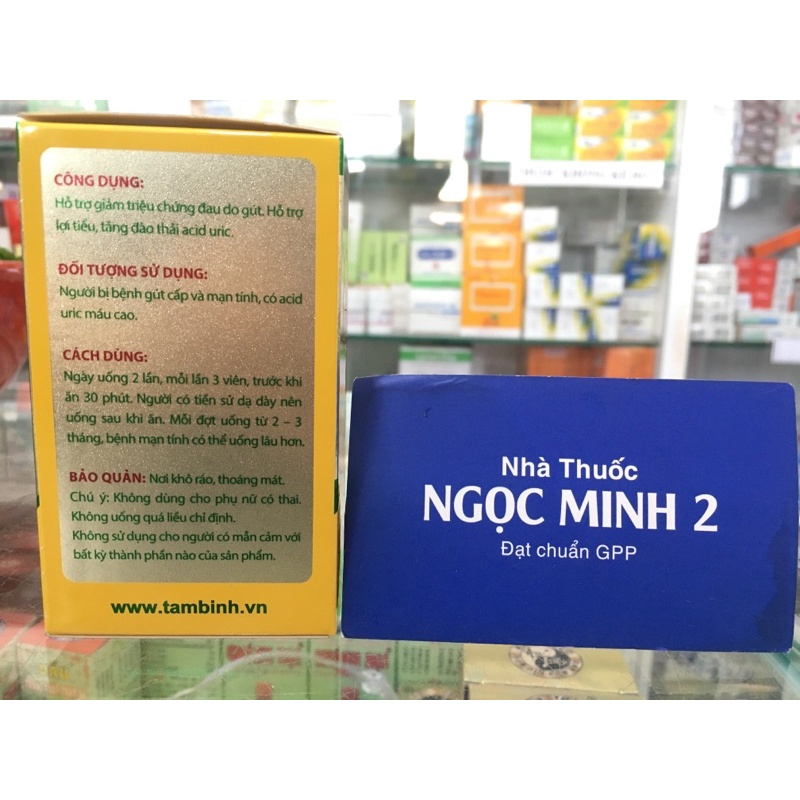 CÔNG DỤNG:
Hỗ trợ giảm triệu chứng đau do gút. Hỗ trợ
lợi tiểu, tăng đào thải acid uric.
ĐỐI TƯỢNG SỬ DỤNG:
Người bị bệnh gút cấp và mạn tính, có acid
uric máu cao.
CÁCH DÙNG:
Ngày uống 2 lần, mỗi lần 3 viên, trước khi
ăn 30 phút. Người có tiền sử dạ dày nên
uống sau khi ăn. Mỗi đợt uống từ 2 – 3
tháng, bệnh mạn tính có thể uống lâu hơn.
BẢO QUẢN: Nơi khô ráo, thoáng mát.
Chú ý: Không dùng cho phụ nữ có thai.
Không uống quá liều chỉ định.
Không sử dụng cho người có mẫn cảm với
bất kỳ thành phần nào của sản phẩm.
www.tambinh.vn
Nhà Thuốc
NGỌC MINH 2
Đạt chuẩn GPP